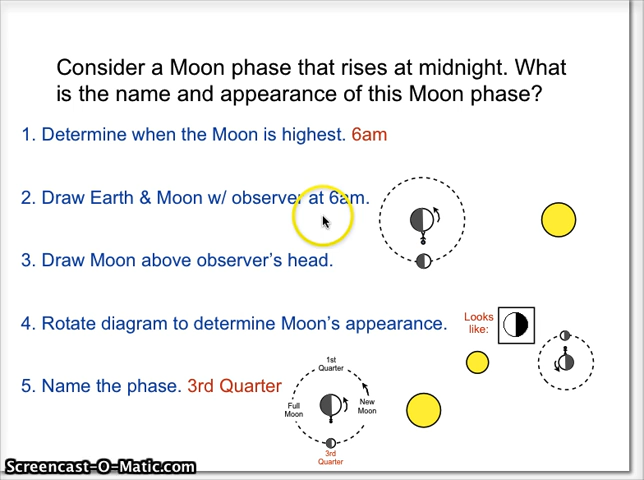 Consider a Moon phase that rises at midnight. What
is the name and appearance of this Moon phase?
1. Determine when the Moon is highest. 6am
2. Draw Earth & Moon w/ observer at 6am.
3. Draw Moon above observer's head.
4. Rotate diagram to determine Moon's appearance.
Looks
like:
5. Name the phase. 3rd Quarter
1st
Quarter
Full
Moon
New
Moon
3rd
Quarter
Screencast-O-Matic.com